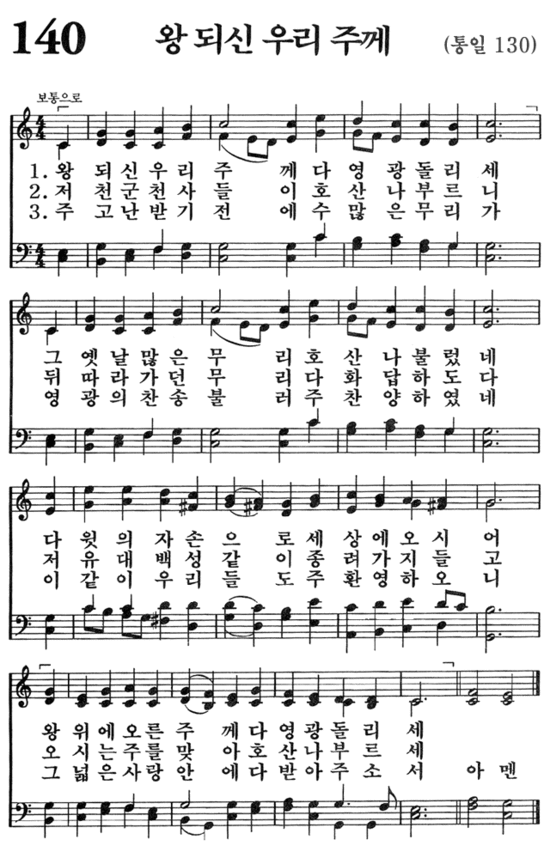 140 왕 되신 우리 주께 (통일 130)
보통으로
1. 왕 되신우리 주 께다 영 광돌리 세
2. 저 천군천사 들 이호 산나부르 니
3. 주 고난받기 전 에수 많은무리 가
그 옛날많은 무 리호 산 나불렀 네
뒤 따라가던 무 리다 화 답하도 다
영 광의찬송 불 러주 찬 양하였 네
다 윗의자손 으 로세 상에오시 어
저 유대백성 같 이종 려가지들 고
이 같이우리 들 도주 환영하오 니
왕 위에오른 주 께다 영광돌리 세
오 시는주를 맞 아호 산나부르 세
그 넓은사랑 안 에다 받아주소 서 아 멘